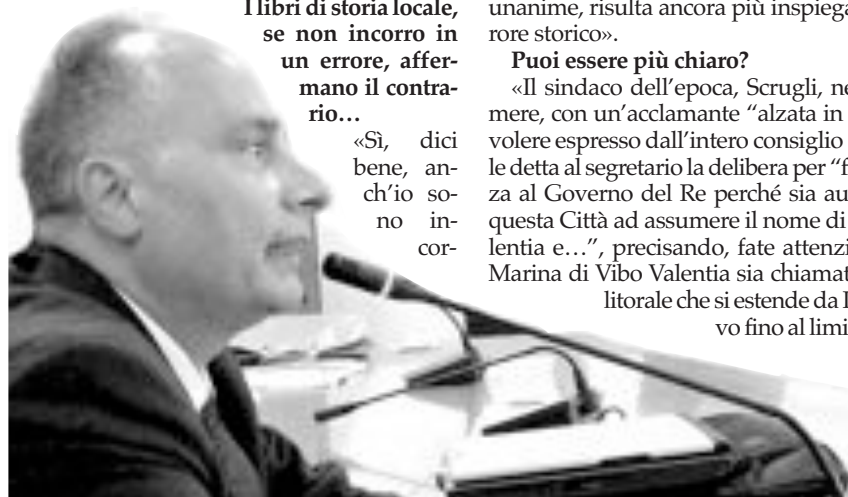 I libri di storia locale,
se non incorro in
un errore, affer-
mano il contra-
rio…
«Sì, dici
bene, an-
ch'io so-
no in-
cor-
unanime, risulta ancora più inspiega
rore storico».
Puoi essere più chiaro?
«Il sindaco dell'epoca, Scrugli, ne
mere, con un'acclamante “alzata in
volere espresso dall'intero consiglio
le detta al segretario la delibera per “f
za al Governo del Re perché sia au
questa Città ad assumere il nome di
lentia e…”, precisando, fate attenzi
Marina di Vibo Valentia sia chiamat
litorale che si estende da
vo fino al limi